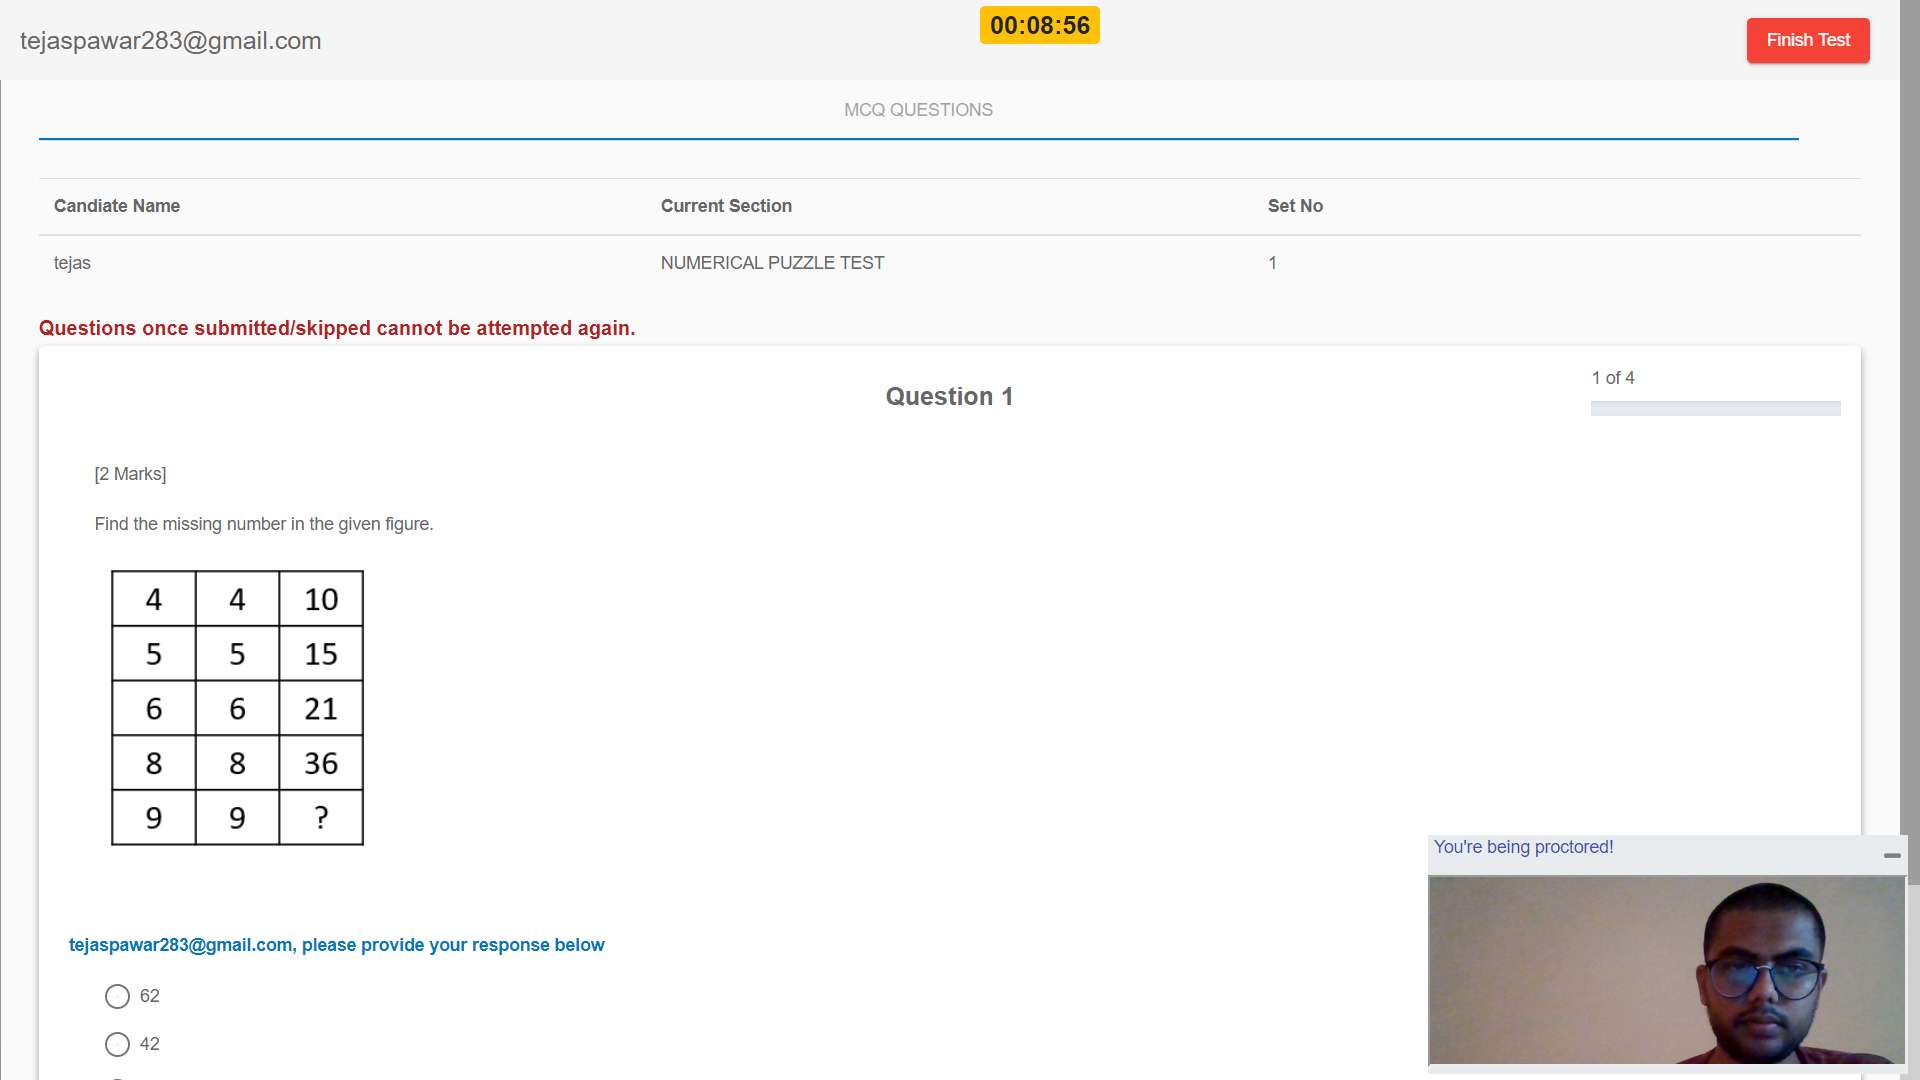 tejaspawar283@gmail.com
00:08:56
Finish Test
MCQ QUESTIONS
Candiate Name Current Section Set No
tejas NUMERICAL PUZZLE TEST 1
Questions once submitted/skipped cannot be attempted again.
Question 1
1 of 4
[2 Marks]
Find the missing number in the given figure.
4 4 10
5 5 15
6 6 21
8 8 36
9 9 ?
You're being proctored!
tejaspawar283@gmail.com, please provide your response below
62
42